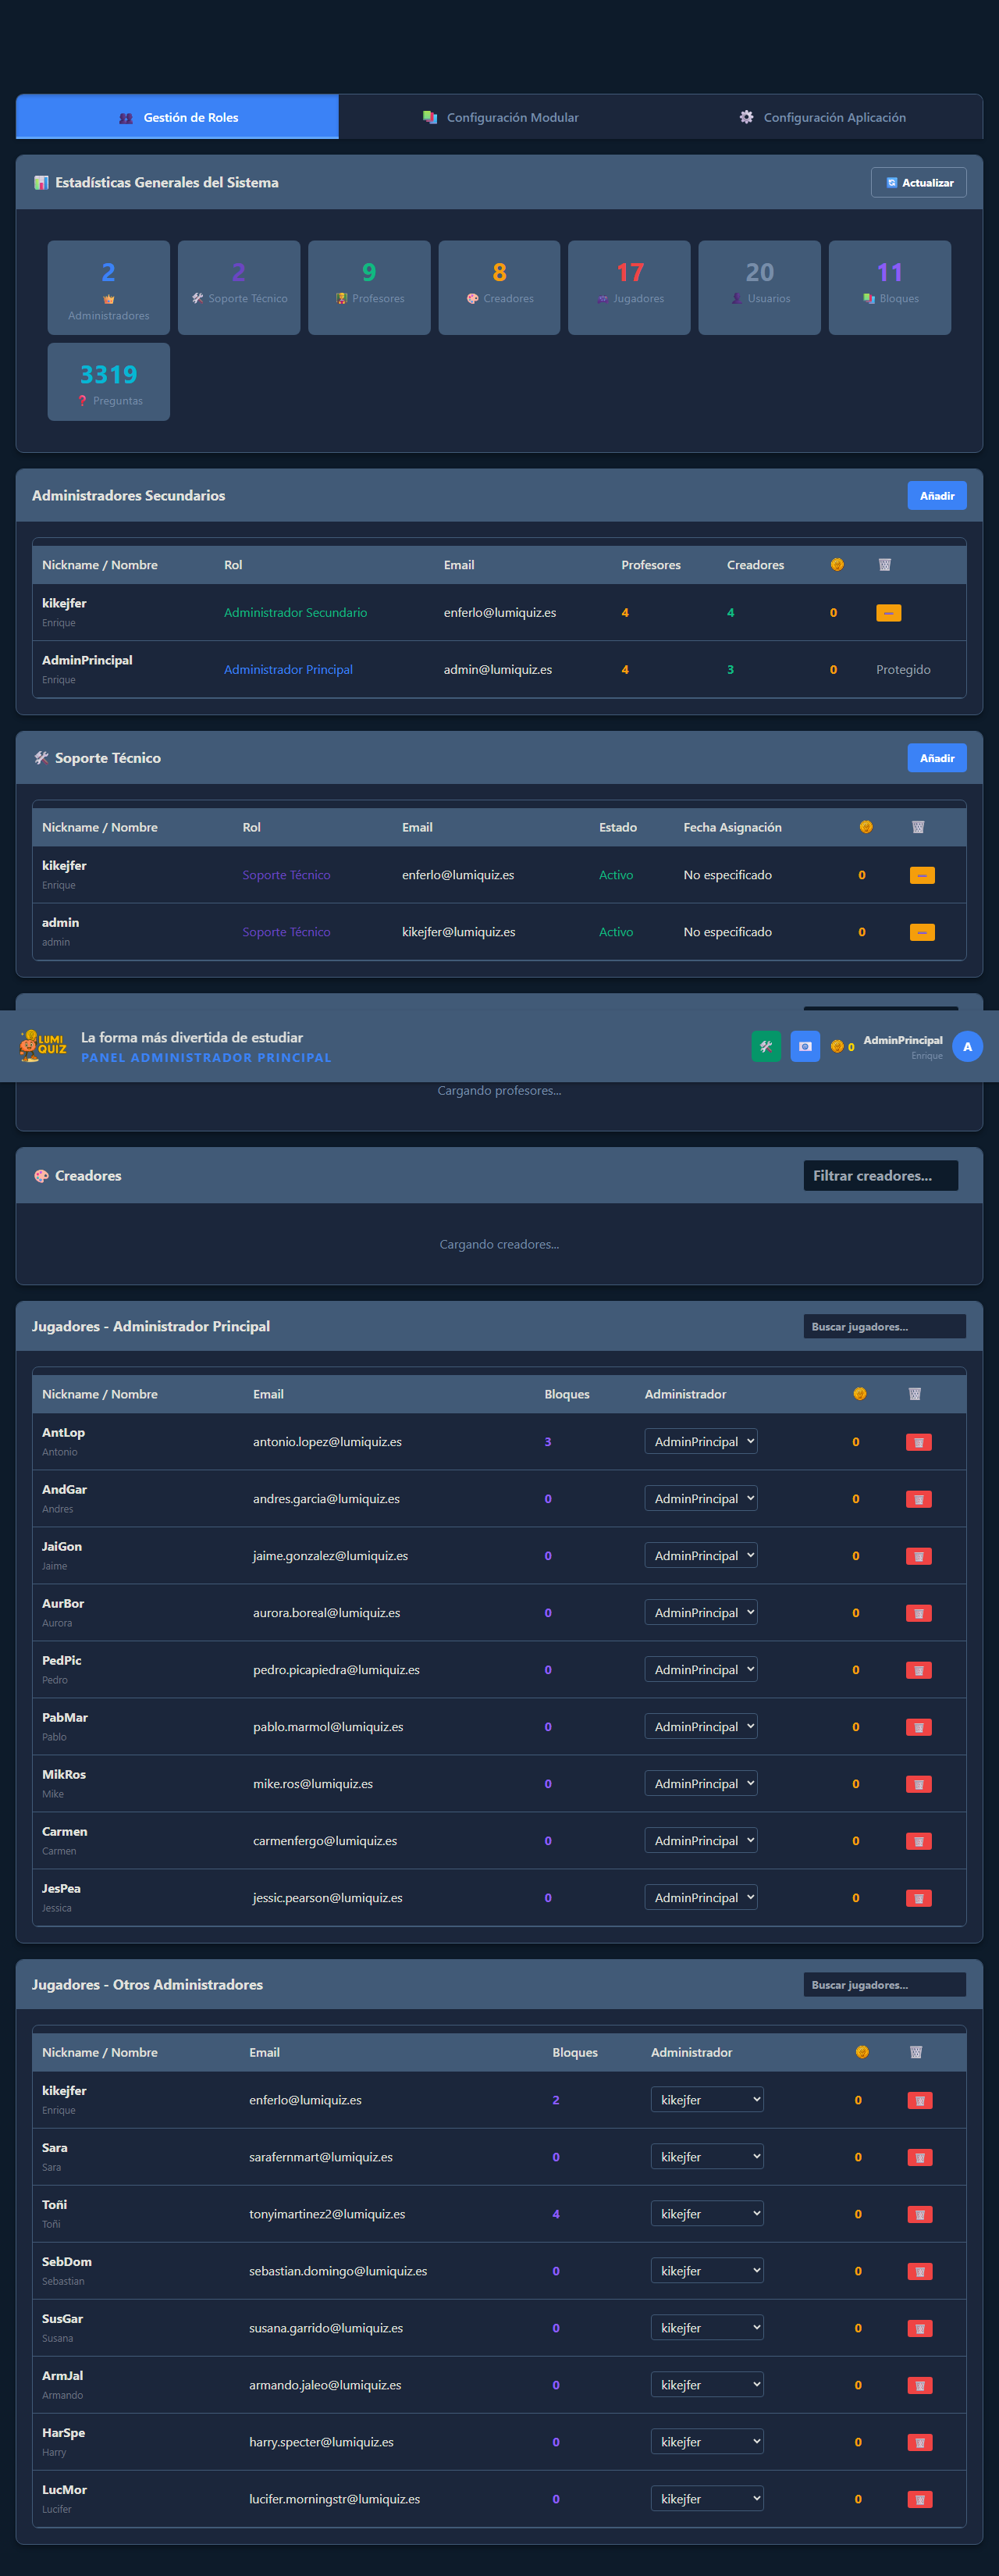 Gestión de Roles
Configuración Modular
Configuración Aplicación
Estadísticas Generales del Sistema
Actualizar
2
Administradores
2
Soporte Técnico
9
Profesores
8
Creadores
17
Jugadores
20
Usuarios
11
Bloques
3319
Preguntas
Administradores Secundarios
Añadir
Nickname / Nombre Rol Email Profesores Creadores
kikejfer Administrador Secundario enferlo@lumiquiz.es 4 4 0
Enrique
AdminPrincipal Administrador Principal admin@lumiquiz.es 4 3 0 Protegido
Enrique
Soporte Técnico
Añadir
Nickname / Nombre Rol Email Estado Fecha Asignación
kikejfer Soporte Técnico enferlo@lumiquiz.es Activo No especificado 0
Enrique
admin Soporte Técnico kikejfer@lumiquiz.es Activo No especificado 0
admin
LUMI
QUIZ
La forma más divertida de estudiar
PANEL ADMINISTRADOR PRINCIPAL
0
AdminPrincipal
Enrique
A
Cargando profesores...
Creadores
Filtrar creadores...
Cargando creadores...
Jugadores - Administrador Principal
Buscar jugadores...
Nickname / Nombre Email Bloques Administrador
AntLop antonio.lopez@lumiquiz.es 3 AdminPrincipal 0
Antonio
AndGar andres.garcia@lumiquiz.es 0 AdminPrincipal 0
Andres
JaiGon jaime.gonzalez@lumiquiz.es 0 AdminPrincipal 0
Jaime
AurBor aurora.boreal@lumiquiz.es 0 AdminPrincipal 0
Aurora
PedPic pedro.picapiedra@lumiquiz.es 0 AdminPrincipal 0
Pedro
PabMar pablo.marmol@lumiquiz.es 0 AdminPrincipal 0
Pablo
MikRos mike.ros@lumiquiz.es 0 AdminPrincipal 0
Mike
Carmen carmenfergo@lumiquiz.es 0 AdminPrincipal 0
Carmen
JesPea jessic.pearson@lumiquiz.es 0 AdminPrincipal 0
Jessica
Jugadores - Otros Administradores
Buscar jugadores...
Nickname / Nombre Email Bloques Administrador
kikejfer enferlo@lumiquiz.es 2 kikejfer 0
Enrique
Sara sarafernmart@lumiquiz.es 0 kikejfer 0
Sara
Toñi tonyimartinez2@lumiquiz.es 4 kikejfer 0
Toñi
SebDom sebastian.domingo@lumiquiz.es 0 kikejfer 0
Sebastian
SusGar susana.garrido@lumiquiz.es 0 kikejfer 0
Susana
ArmJal armando.jaleo@lumiquiz.es 0 kikejfer 0
Armando
HarSpe harry.specter@lumiquiz.es 0 kikejfer 0
Harry
LucMor lucifer.morningstr@lumiquiz.es 0 kikejfer 0
Lucifer